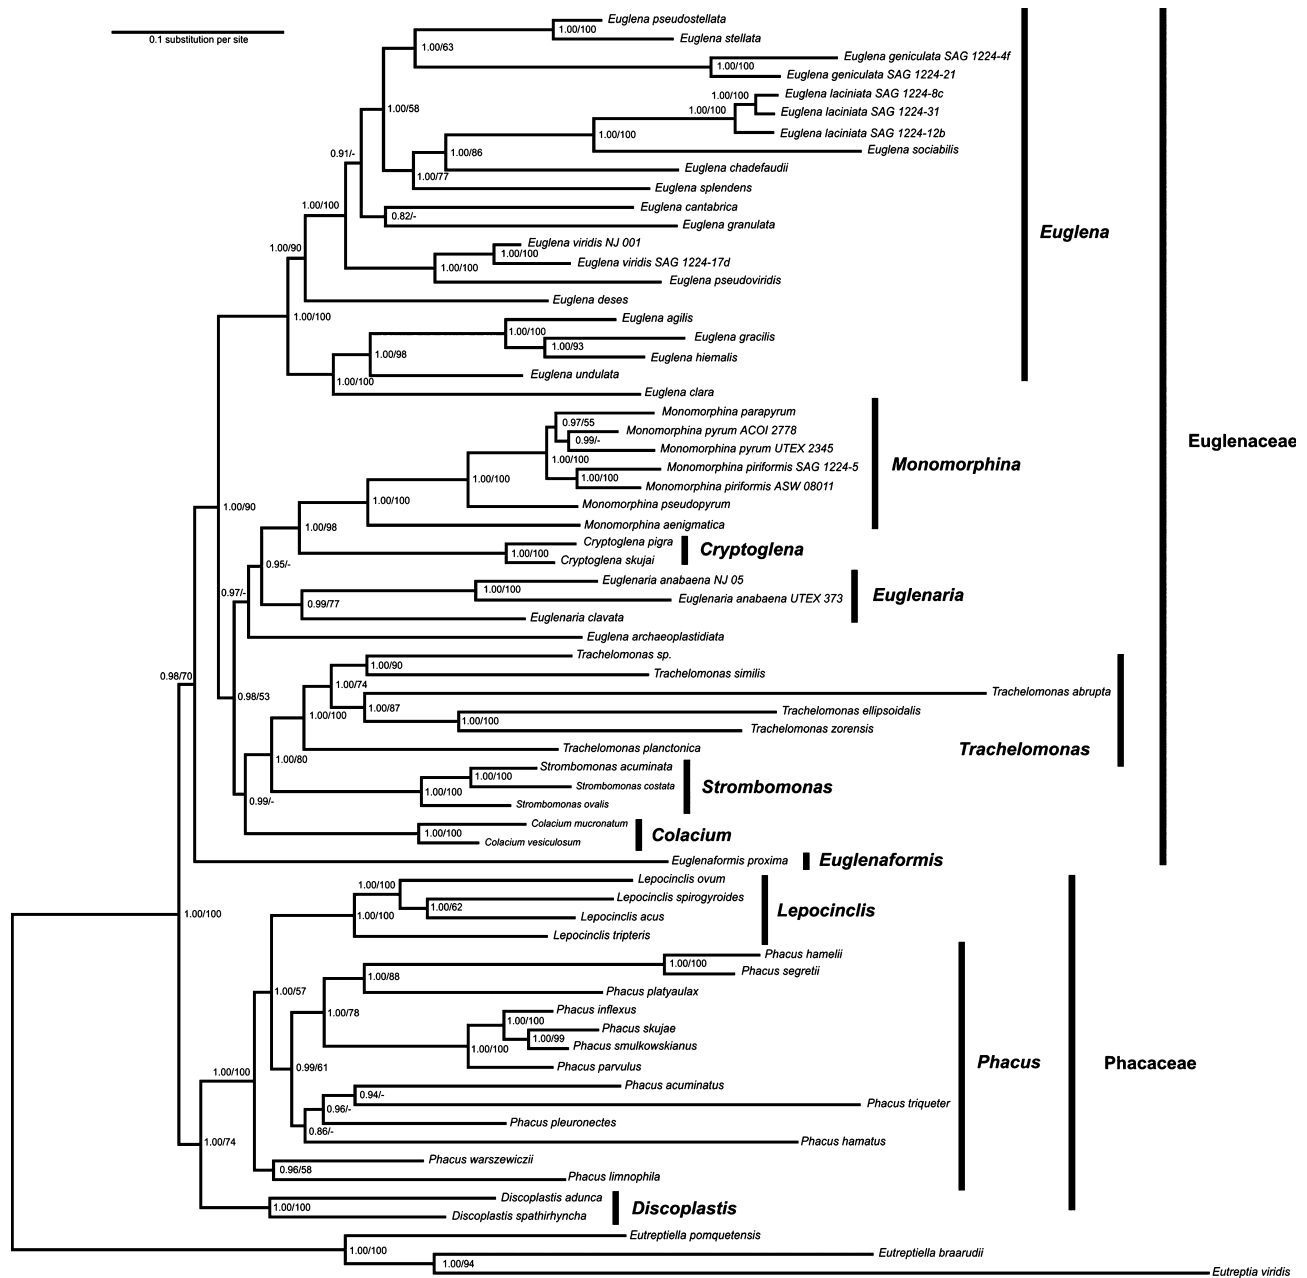 Euglena pseudostellata
1.00/100
0.1 substitution per site
Euglena stellata
1.00/63
Euglena geniculata SAG 1224-4f
1.00/100
Euglena geniculata SAG 1224-21
1.00/100
Euglena laciniata SAG 1224-8c
1.00/58
1.00/100
Euglena laciniata SAG 1224-31
1.00/100
Euglena laciniata SAG 1224-12b
0.91/-
1.00/86
Euglena sociabilis
Euglena chadefaudii
1.00/77
Euglena splendens
1.00/100
Euglena cantabrica
0.82/-
Euglena granulata
Euglena
1.00/90
Euglena viridis NJ 001
1.00/100
Euglena viridis SAG 1224-17d
1.00/100
Euglena pseudoviridis
Euglena deses
1.00/100
Euglena agilis
1.00/100
Euglena gracilis
1.00/93
1.00/98
Euglena hiemalis
Euglena undulata
1.00/100
Euglena clara
Monomorphina parapyrum
0.97/55
Monomorphina pyrum ACOI 2778
0.99/-
Euglenaceae
Monomorphina pyrum UTEX 2345
1.00/100
Monomorphina piriformis SAG 1224-5
Monomorphina
1.00/100
1.00/100
Monomorphina piriformis ASW 08011
1.00/100
Monomorphina pseudopyrum
1.00/90
1.00/98
Monomorphina aenigmatica
Cryptoglena pigra
Cryptoglena
1.00/100
Cryptoglena skujai
0.95/-
Euglenaria anabaena NJ 05
1.00/100
0.97/-
Euglenaria anabaena UTEX 373
Euglenaria
0.99/77
Euglenaria clavata
Euglena archaeoplastidiata
Trachelomonas sp.
1.00/90
0.98/70
Trachelomonas similis
1.00/74
Trachelomonas abrupta
0.98/53
1.00/87
Trachelomonas ellipsoidalis
1.00/100
1.00/100
Trachelomonas zorensis
Trachelomonas planctonica
Trachelomonas
1.00/80
Strombomonas acuminata
1.00/100
Strombomonas costata
Strombomonas
1.00/100
0.99/-
Strombomonas ovalis
Colacium mucronatum
1.00/100
Colacium
Colacium vesiculosum
Euglenaformis proxima
Euglenaformis
Lepocinclis ovum
1.00/100
Lepocinclis spirogyroides
1.00/62
Lepocinclis
1.00/100
1.00/100
Lepocinclis acus
Lepocinclis tripteris
Phacus hamelii
1.00/100
Phacus segretii
1.00/88
1.00/57
Phacus platyaulax
1.00/78
Phacus inflexus
1.00/100
Phacus skujae
1.00/99
Phacus smulkowskianus
1.00/100
Phacus
Phacaceae
0.99/61
Phacus parvulus
1.00/100
Phacus acuminatus
0.94/-
Phacus triqueter
0.96/-
Phacus pleuronectes
0.86/-
Phacus hamatus
1.00/74
Phacus warszewiczii
0.96/58
Phacus limnophila
Discoplastis adunca
1.00/100
Discoplastis
Discoplastis spathirhyncha
Eutreptiella pomquetensis
1.00/100
Eutreptiella braarudii
1.00/94
Eutreptia viridis